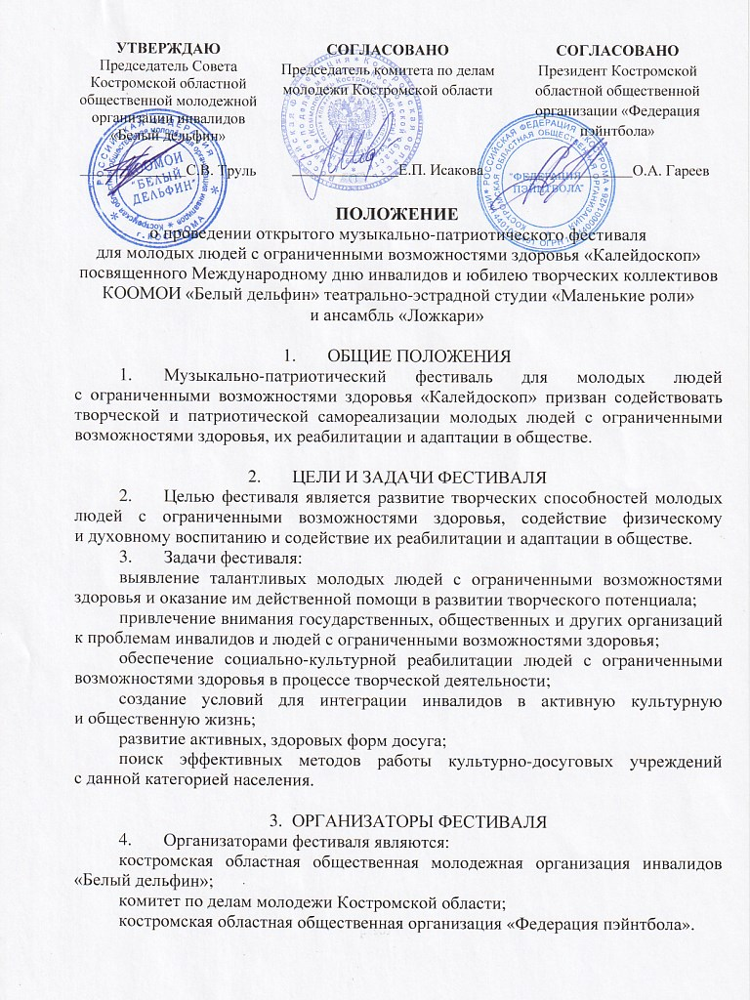 УТВЕРЖДАЮ
Председатель Совета
Костромской областной
общественной молодежной
организации инвалидов
«Белый дельфин»
С.В. Труль
СОГЛАСОВАНО
Председатель комитета по делам
молодежи Костромской области
Е.П. Исакова
СОГЛАСОВАНО
Президент Костромской
областной общественной
организации «Федерация
пэйнтбола»
О.А. Гареев
КООМОИ
"БЕЛЫЙ
ДЕЛЬФИН"
"ФЕДЕРАЦИЯ
ПЭЙНТБОЛА"
ПОЛОЖЕНИЕ
о проведении открытого музыкально-патриотического фестиваля
для молодых людей с ограниченными возможностями здоровья «Калейдоскоп»
посвященного Международному дню инвалидов и юбилею творческих коллективов
КООМОИ «Белый дельфин» театрально-эстрадной студии «Маленькие роли»
и ансамбль «Ложкари»
1. ОБЩИЕ ПОЛОЖЕНИЯ
1. Музыкально-патриотический фестиваль для молодых людей
с ограниченными возможностями здоровья «Калейдоскоп» призван содействовать
творческой и патриотической самореализации молодых людей с ограниченными
возможностями здоровья, их реабилитации и адаптации в обществе.
2. ЦЕЛИ И ЗАДАЧИ ФЕСТИВАЛЯ
2. Целью фестиваля является развитие творческих способностей молодых
людей с ограниченными возможностями здоровья, содействие физическому
и духовному воспитанию и содействие их реабилитации и адаптации в обществе.
3. Задачи фестиваля:
выявление талантливых молодых людей с ограниченными возможностями
здоровья и оказание им действенной помощи в развитии творческого потенциала;
привлечение внимания государственных, общественных и других организаций
к проблемам инвалидов и людей с ограниченными возможностями здоровья;
обеспечение социально-культурной реабилитации людей с ограниченными
возможностями здоровья в процессе творческой деятельности;
создание условий для интеграции инвалидов в активную культурную
и общественную жизнь;
развитие активных, здоровых форм досуга;
поиск эффективных методов работы культурно-досуговых учреждений
с данной категорией населения.
3. ОРГАНИЗАТОРЫ ФЕСТИВАЛЯ
4. Организаторами фестиваля являются:
костромская областная общественная молодежная организация инвалидов
«Белый дельфин»;
комитет по делам молодежи Костромской области;
костромская областная общественная организация «Федерация пэйнтбола».